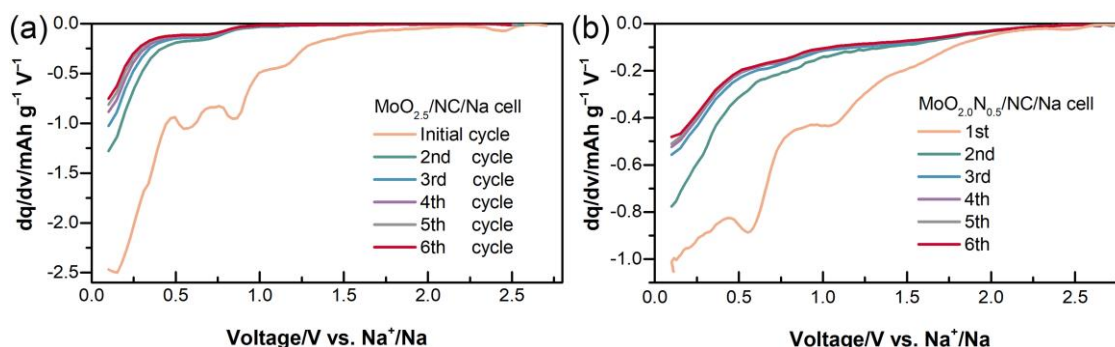 (a)
0.0
-0.5
-1.0
-1.5
-2.0
-2.5
dq/dv/mAh g⁻¹ V⁻¹
MoO₂.₅/NC/Na cell
Initial cycle
2nd cycle
3rd cycle
4th cycle
5th cycle
6th cycle
0.0 0.5 1.0 1.5 2.0 2.5
Voltage/V vs. Na⁺/Na
(b)
0.0
-0.2
-0.4
-0.6
-0.8
-1.0
dq/dv/mAh g⁻¹ V⁻¹
MoO₂.₀N₀.₅/NC/Na cell
1st
2nd
3rd
4th
5th
6th
0.0 0.5 1.0 1.5 2.0 2.5
Voltage/V vs. Na⁺/Na